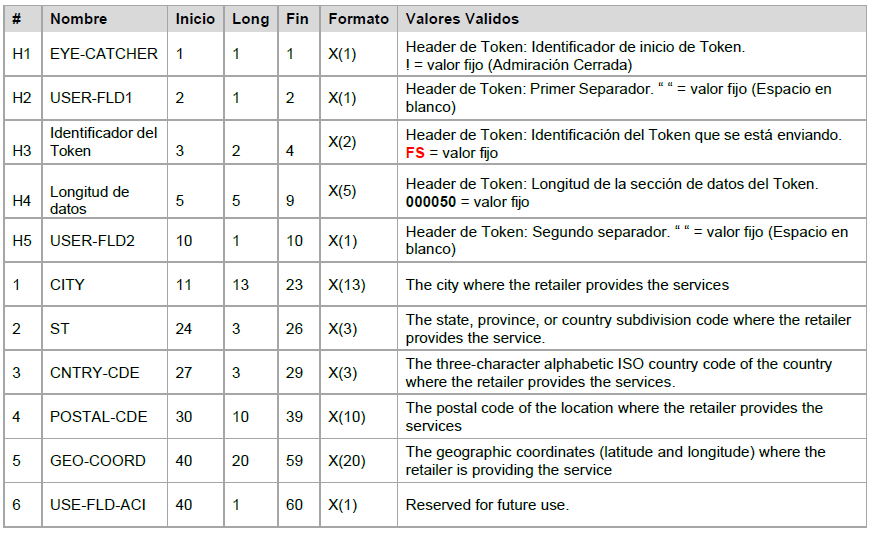 # Nombre Inicio Long Fin Formato Valores Validos
H1 EYE-CATCHER 1 1 1 X(1) Header de Token: Identificador de inicio de Token.
! = valor fijo (Admiración Cerrada)
H2 USER-FLD1 2 1 2 X(1) Header de Token: Primer Separador. “ “ = valor fijo (Espacio en
blanco)
H3 Identificador del
Token 3 2 4 X(2) Header de Token: Identificación del Token que se está enviando.
FS = valor fijo
H4 Longitud de
datos 5 5 9 X(5) Header de Token: Longitud de la sección de datos del Token.
000050 = valor fijo
H5 USER-FLD2 10 1 10 X(1) Header de Token: Segundo separador. “ “ = valor fijo (Espacio en
blanco)
1 CITY 11 13 23 X(13) The city where the retailer provides the services
2 ST 24 3 26 X(3) The state, province, or country subdivision code where the retailer
provides the service.
3 CNTRY-CDE 27 3 29 X(3) The three-character alphabetic ISO country code of the country
where the retailer provides the services.
4 POSTAL-CDE 30 10 39 X(10) The postal code of the location where the retailer provides the
services
5 GEO-COORD 40 20 59 X(20) The geographic coordinates (latitude and longitude) where the
retailer is providing the service
6 USE-FLD-ACI 40 1 60 X(1) Reserved for future use.